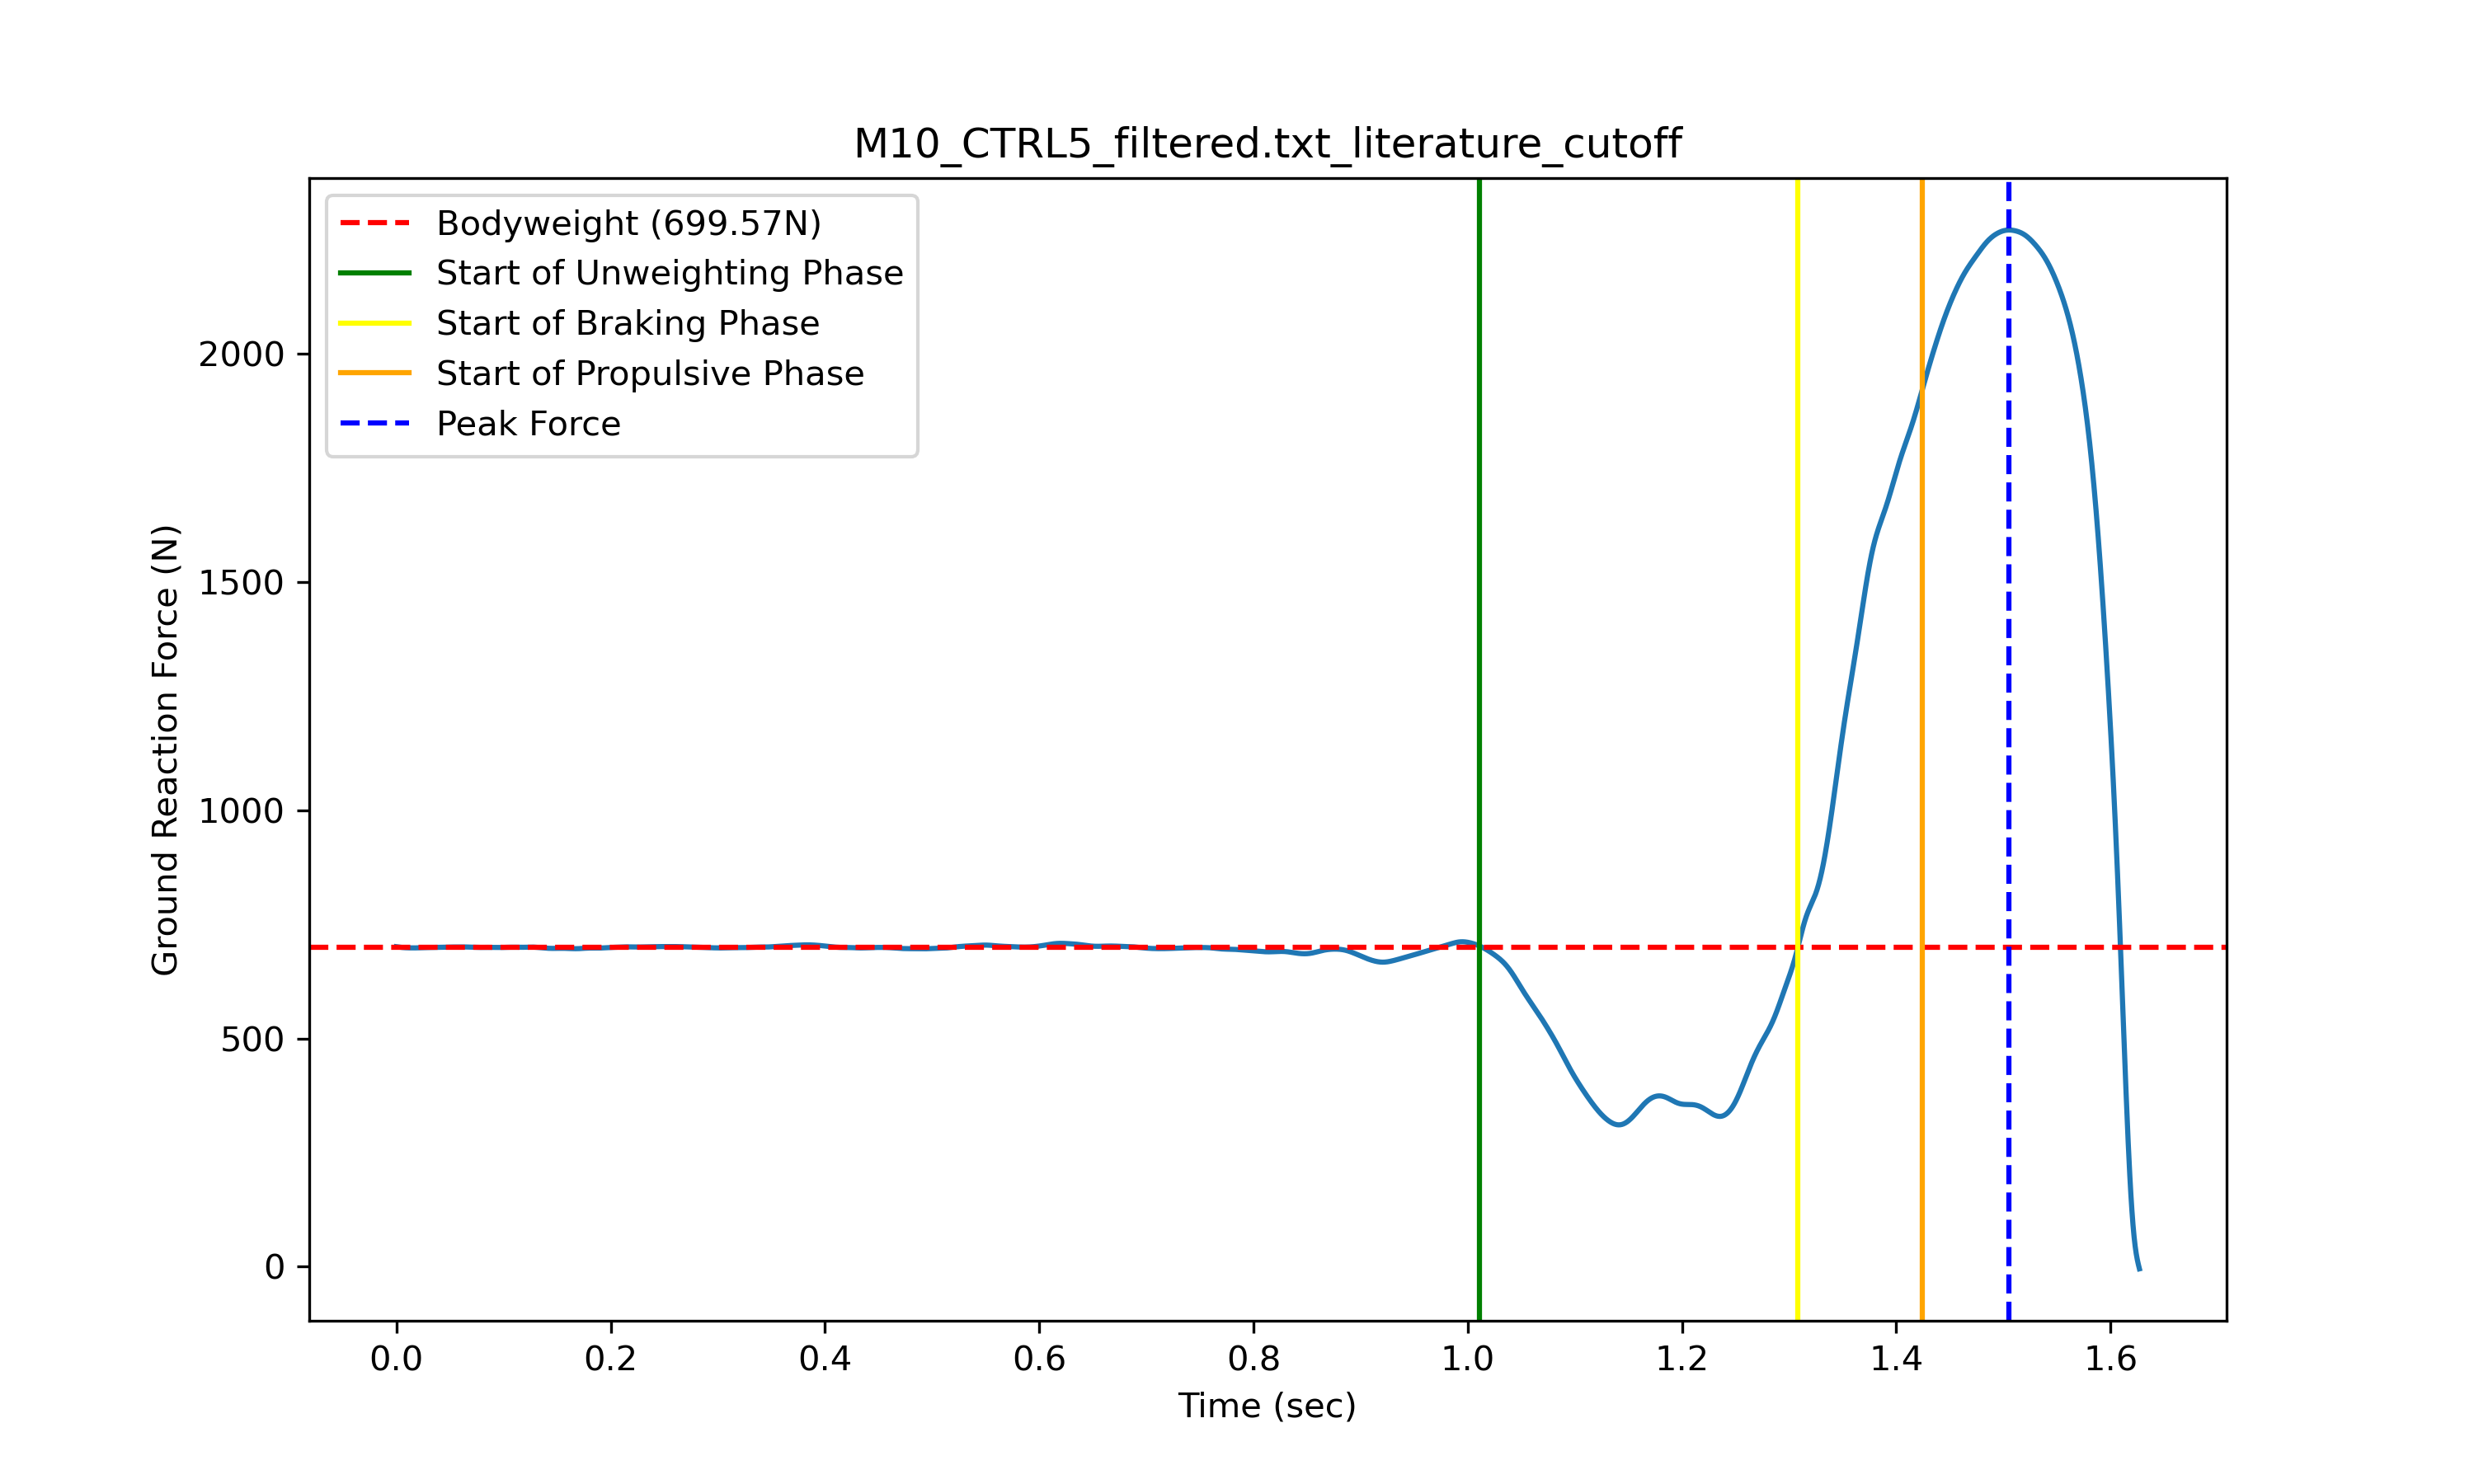 M10_CTRL5_filtered.txt_literature_cutoff
Bodyweight (699.57N)
Start of Unweighting Phase
Start of Braking Phase
Start of Propulsive Phase
Peak Force
Ground Reaction Force (N)
2000
1500
1000
500
0
0.0 0.2 0.4 0.6 0.8 1.0 1.2 1.4 1.6
Time (sec)